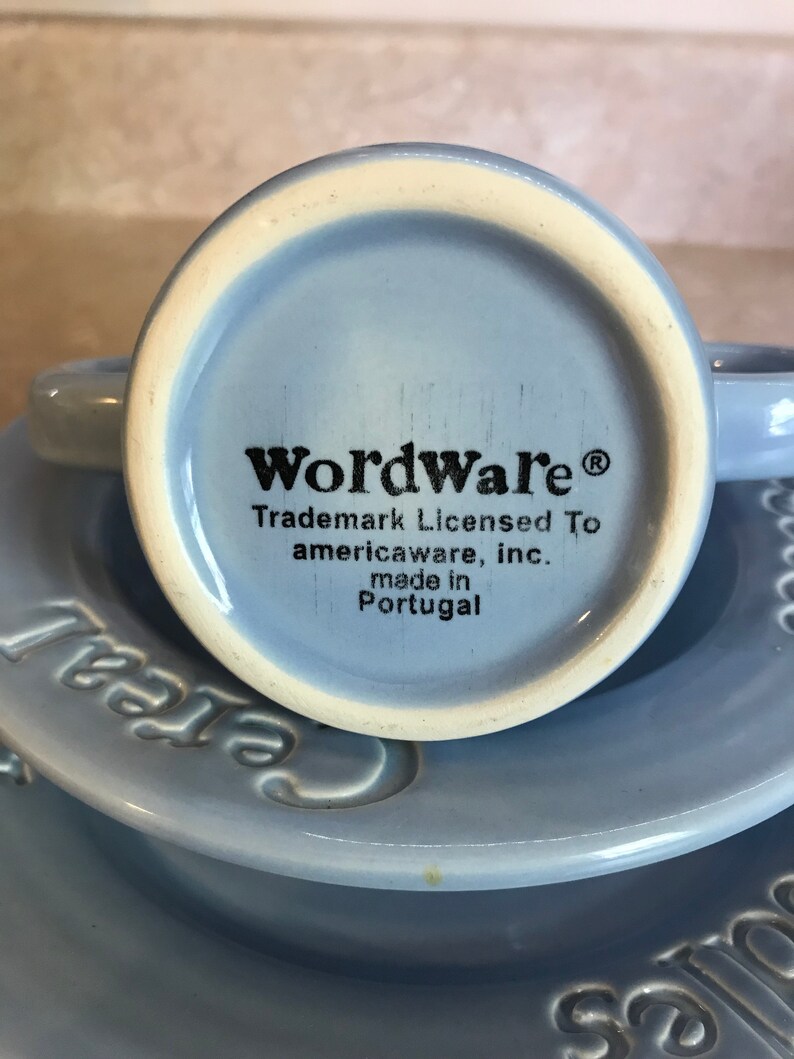 Wordware®
Trademark Licensed To
americaware, inc.
made in
Portugal
Cereal